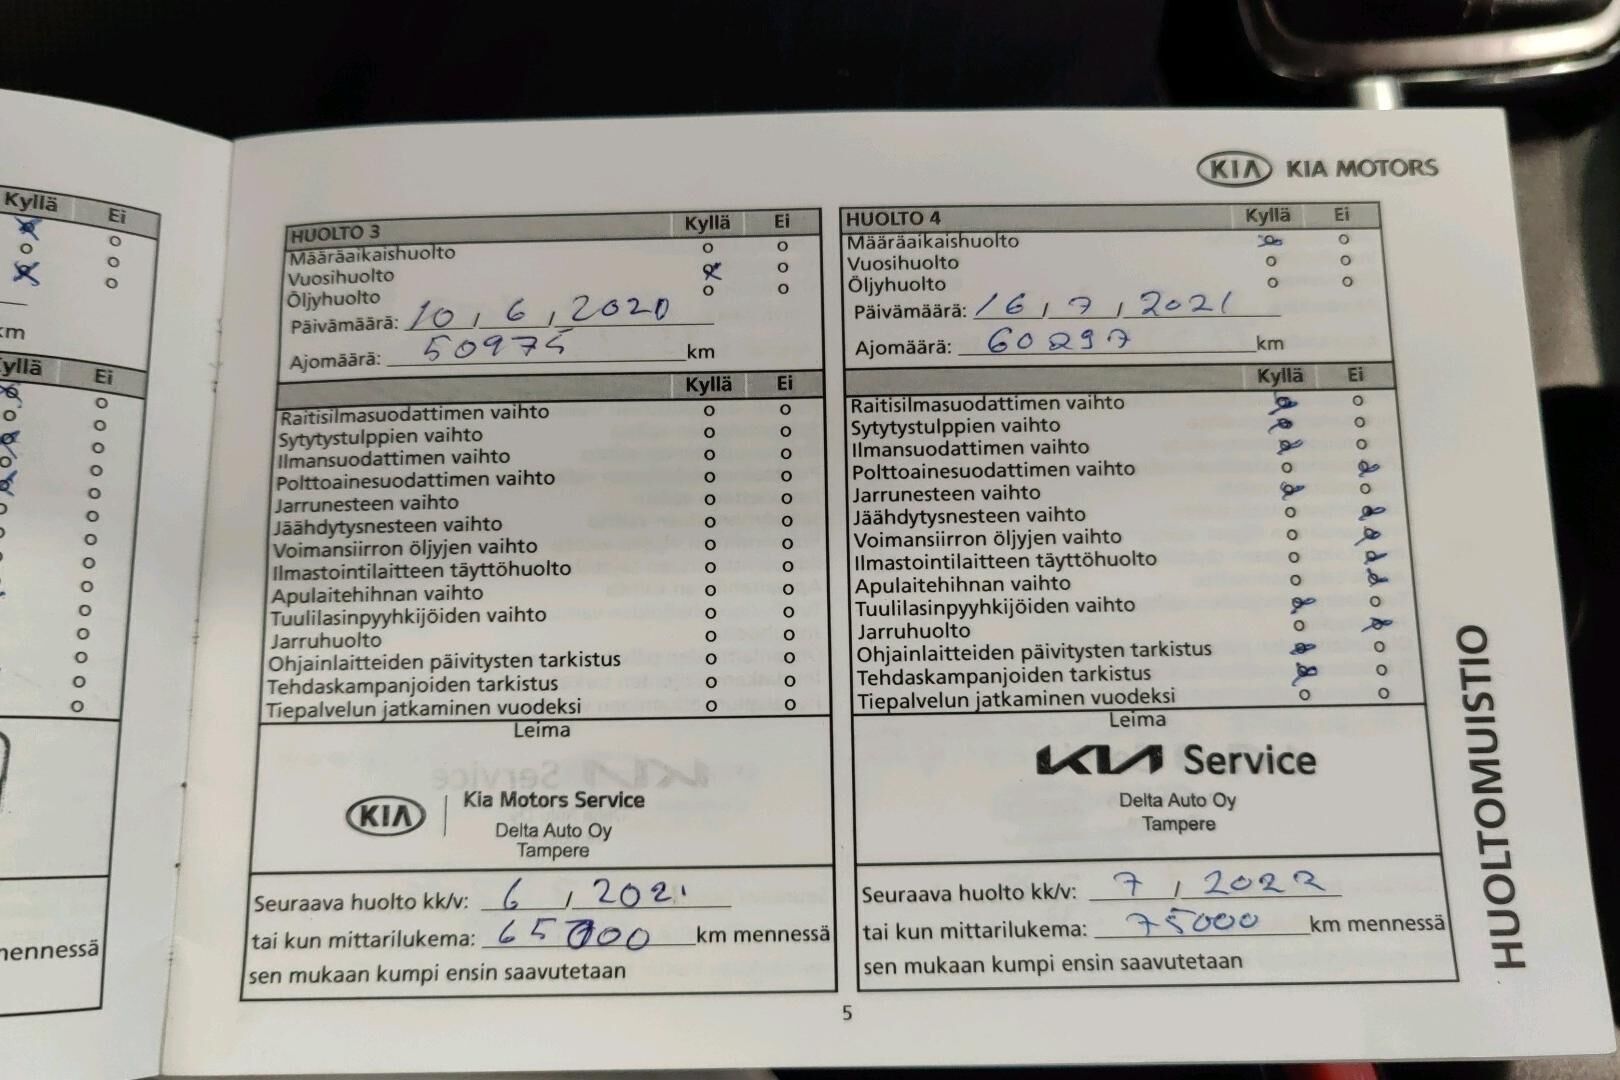 Kyllä Ei
km
Kyllä Ei
mennessä
KIA KIA MOTORS
HUOLTO 3 Kyllä Ei
Määräaikaishuolto o o
Vuosihuolto o
Öljyhuolto o o
Päivämäärä: 10 , 6 , 2020
Ajomäärä: 50975 km
Kyllä Ei
Raitisilmasuodattimen vaihto o o
Sytytystulppien vaihto o o
Ilmansuodattimen vaihto o o
Polttoainesuodattimen vaihto o o
Jarrunesteen vaihto o o
Jäähdytysnesteen vaihto o o
Voimansiirron öljyjen vaihto o o
Ilmastointilaitteen täyttöhuolto o o
Apulaitehihnan vaihto o o
Tuulilasinpyyhkijöiden vaihto o o
Jarruhuolto o o
Ohjainlaitteiden päivitysten tarkistus o o
Tehdaskampanjoiden tarkistus o o
Tiepalvelun jatkaminen vuodeksi o o
Leima
KIA Kia Motors Service
Delta Auto Oy
Tampere
Seuraava huolto kk/v: 6 , 2021
tai kun mittarilukema: 65000 km mennessä
sen mukaan kumpi ensin saavutetaan
HUOLTO 4 Kyllä Ei
Määräaikaishuolto o
Vuosihuolto o o
Öljyhuolto o o
Päivämäärä: 16 , 7 , 2021
Ajomäärä: 60297 km
Kyllä Ei
Raitisilmasuodattimen vaihto o
Sytytystulppien vaihto o
Ilmansuodattimen vaihto o
Polttoainesuodattimen vaihto o
Jarrunesteen vaihto o
Jäähdytysnesteen vaihto o
Voimansiirron öljyjen vaihto o
Ilmastointilaitteen täyttöhuolto o
Apulaitehihnan vaihto o
Tuulilasinpyyhkijöiden vaihto o
Jarruhuolto o
Ohjainlaitteiden päivitysten tarkistus o
Tehdaskampanjoiden tarkistus o
Tiepalvelun jatkaminen vuodeksi o o
Leima
KIA Service
Delta Auto Oy
Tampere
Seuraava huolto kk/v: 7 , 2022
tai kun mittarilukema: 75000 km mennessä
sen mukaan kumpi ensin saavutetaan
HUOLTOMUISTIO
5